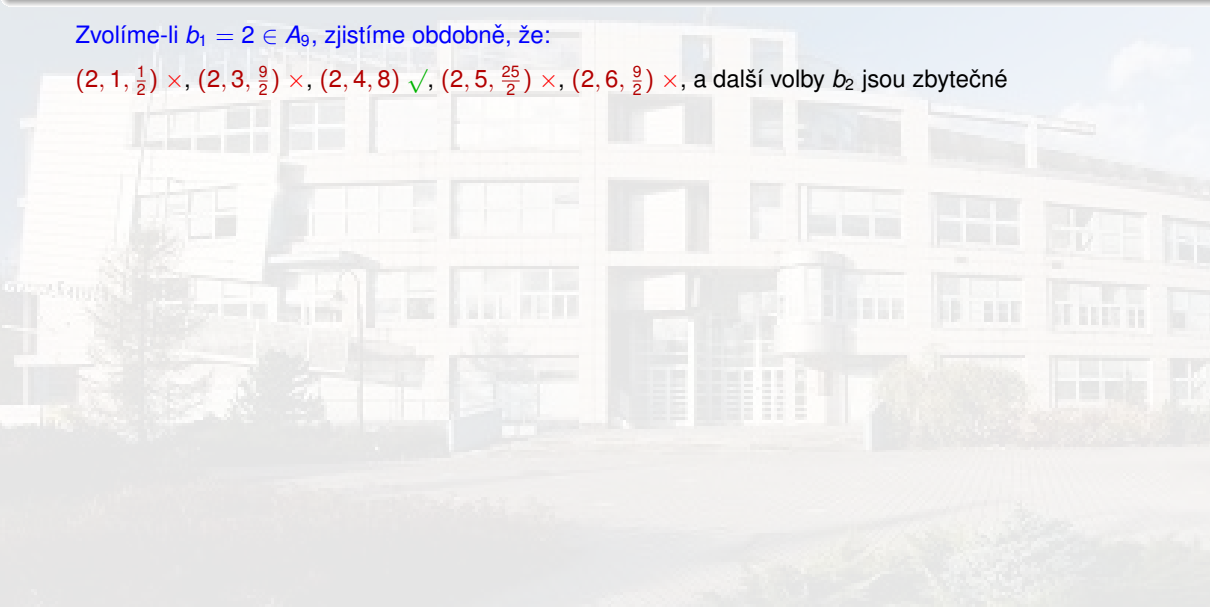 Zvolíme-li b₁ = 2 ∈ A₉, zjistíme obdobně, že:
(2, 1, 1/2) ×, (2, 3, 9/2) ×, (2, 4, 8) √, (2, 5, 25/2) ×, (2, 6, 9/2) ×, a další volby b₂ jsou zbytečné